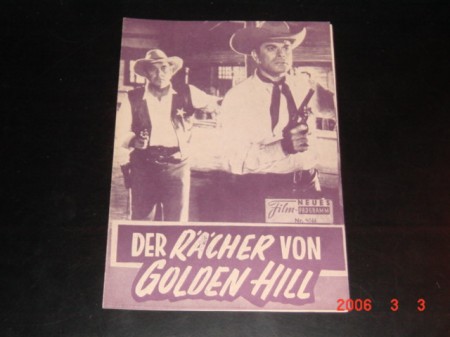 NEUES
Film-PROGRAMM
DER RÄCHER VON
GOLDEN HILL
2006 3 3